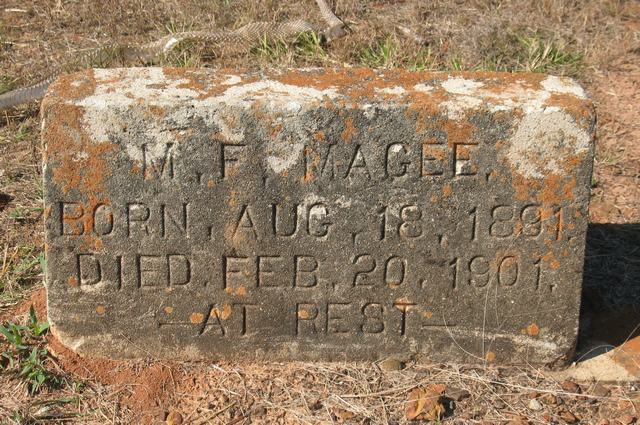 M. F. MAGEE.
BORN. AUG. 18, 1891.
DIED. FEB. 20, 1901.
— AT REST —